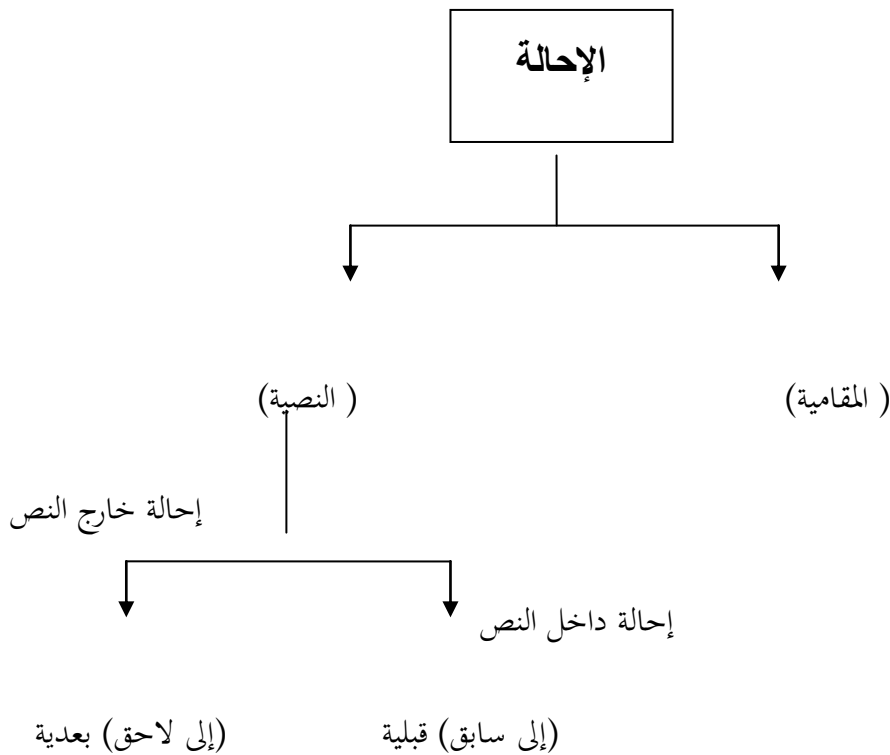 الإحالة
( المقامية)
( النصية)
إحالة خارج النص
إحالة داخل النص
(إلى سابق) قبلية
(إلى لاحق) بعدية